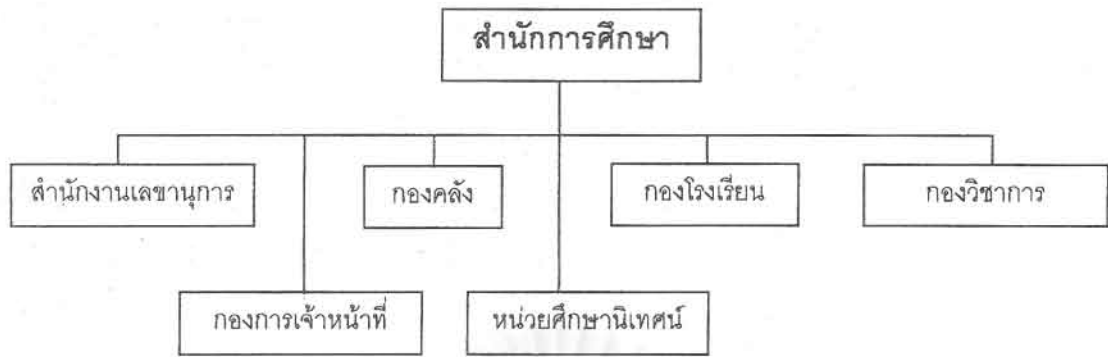 สำนักการศึกษา
สำนักงานเลขานุการ
กองคลัง
กองโรงเรียน
กองวิชาการ
กองการเจ้าหน้าที่
หน่วยศึกษานิเทศน์